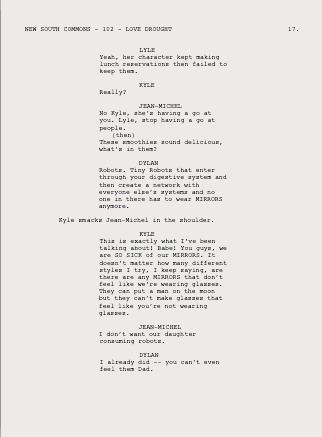 NEW SOUTH COMMONS - 102 - LOVE DROUGHT 17.
LYLE
Yeah, her character kept making
lunch reservations then failed to
keep them.
KYLE
Really?
JEAN-MICHEL
No Kyle, she's having a go at
you. Lyle, stop having a go at
people.
(then)
These smoothies sound delicious,
what's in them?
DYLAN
Robots. Tiny Robots that enter
through your digestive system and
then create a network with
everyone else's systems and no
one in there has to wear MIRRORS
anymore.
Kyle smacks Jean-Michel in the shoulder.
KYLE
This is exactly what I've been
talking about! Babe! You guys, we
are SO SICK of our MIRRORS. It
doesn't matter how many different
styles I try, I keep saying, are
there any MIRRORS that don't
feel like we're wearing glasses.
They can put a man on the moon
but they can't make glasses that
feel like you're not wearing
glasses.
JEAN-MICHEL
I don't want our daughter
consuming robots.
DYLAN
I already did -- you can't even
feel them Dad.